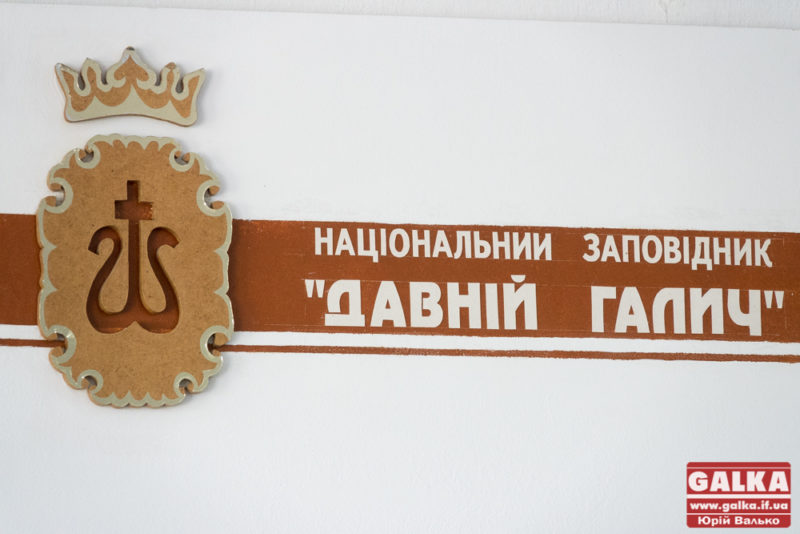 НАЦІОНАЛЬНИИ ЗАПОВІДНИК
"ДАВНІЙ ГАЛИЧ"
GALKA
www.galka.if.ua
Юрій Валько